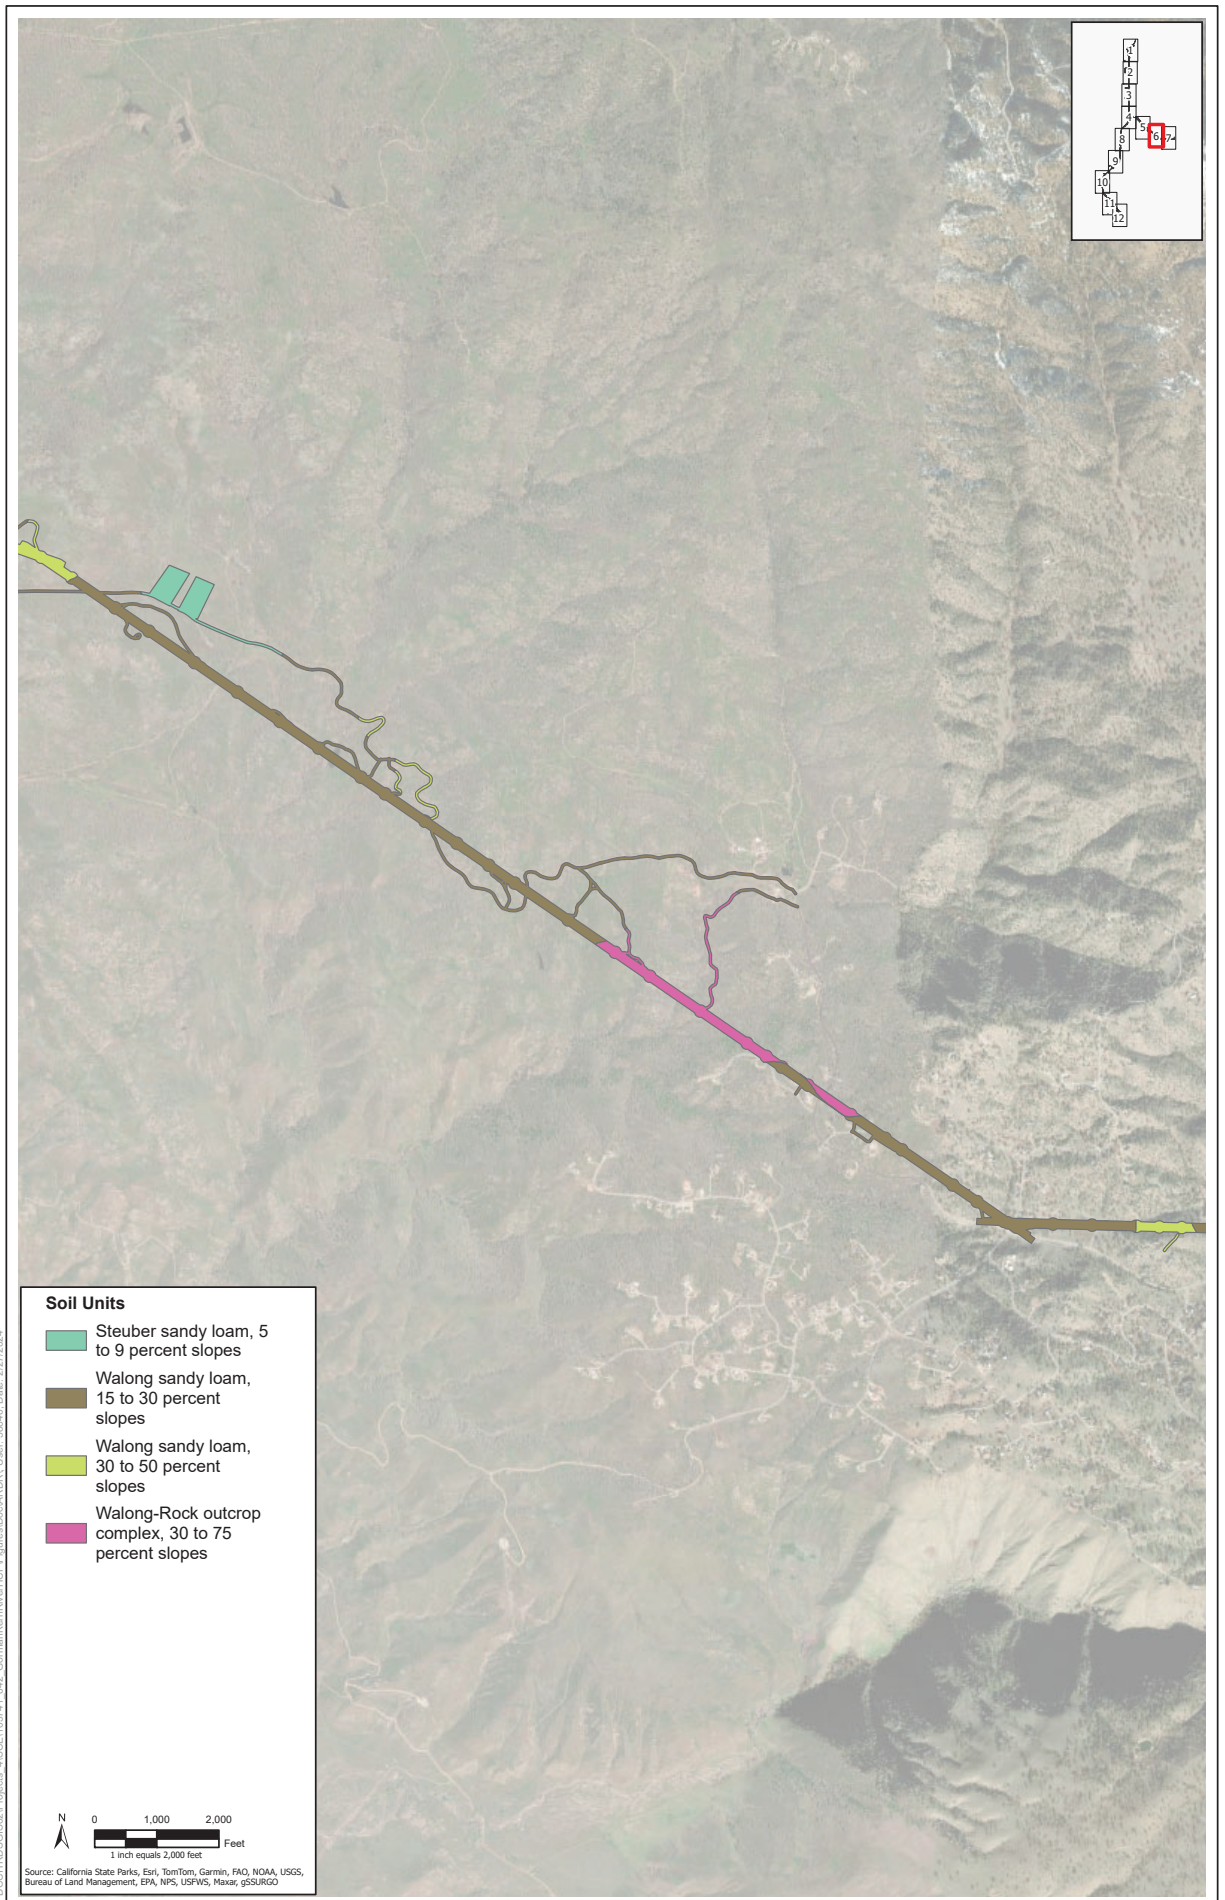 1
2
3
4
5
6
7
8
9
10
11
12
Soil Units
Steuber sandy loam, 5
to 9 percent slopes
Walong sandy loam,
15 to 30 percent
slopes
Walong sandy loam,
30 to 50 percent
slopes
Walong-Rock outcrop
complex, 30 to 75
percent slopes
N
0 1,000 2,000
Feet
1 inch equals 2,000 feet
Source: California State Parks, Esri, TomTom, Garmin, FAO, NOAA, USGS,
Bureau of Land Management, EPA, NPS, USFWS, Maxar, gSSURGO